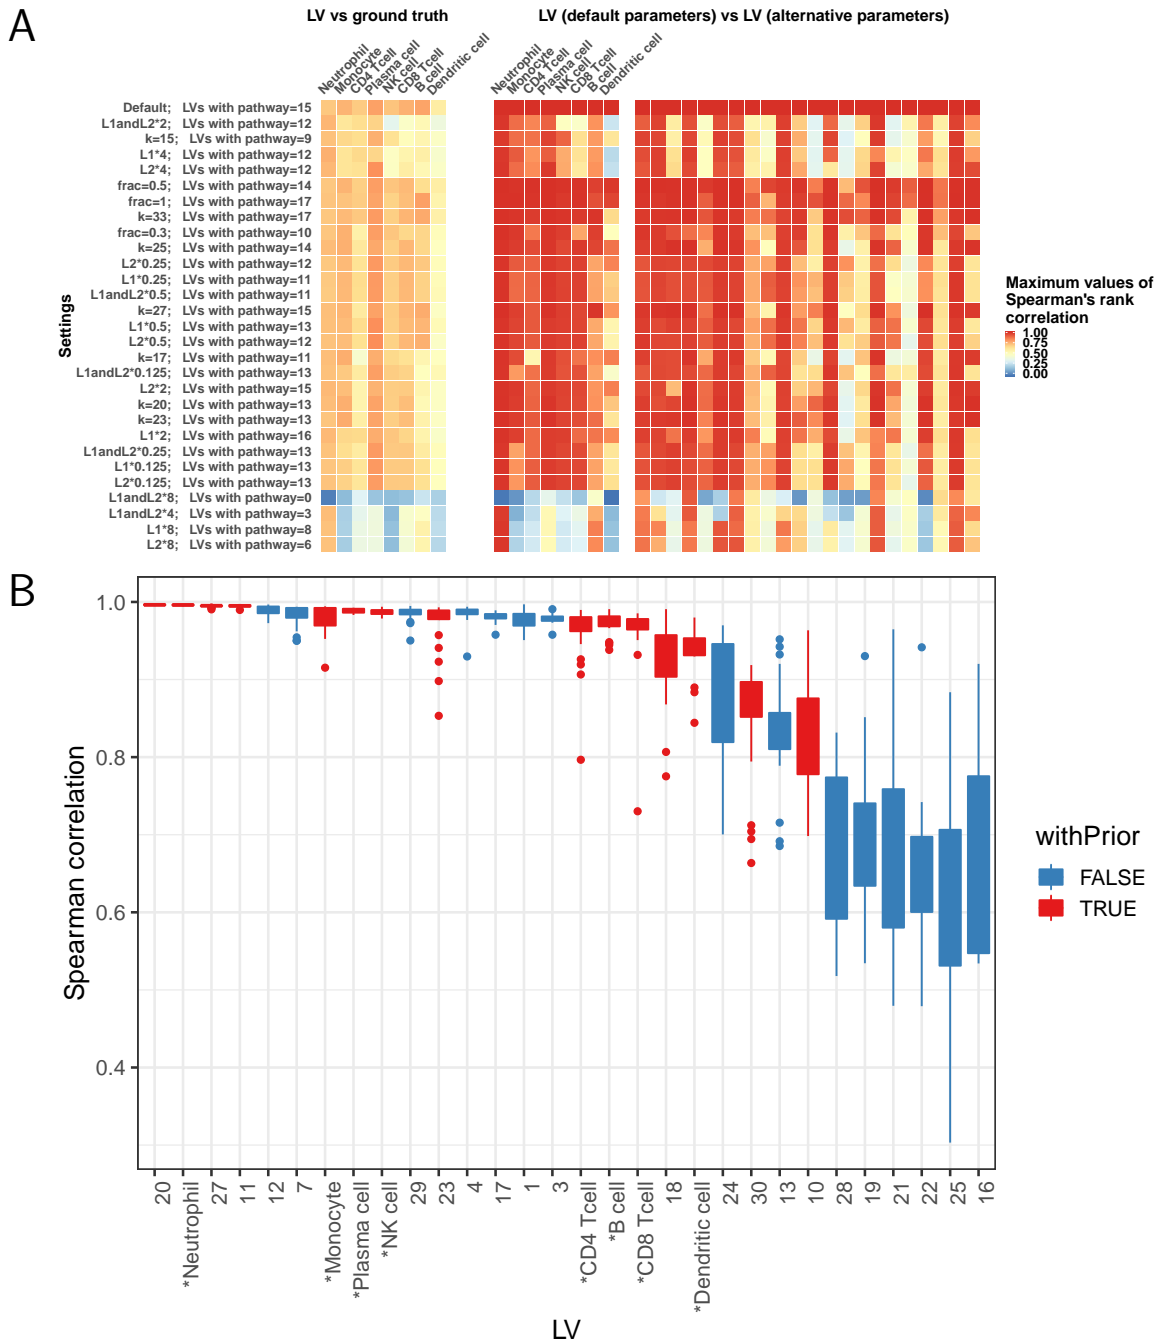 A
LV vs ground truth
LV (default parameters) vs LV (alternative parameters)
Neutrophil
Monocyte
CD4 Tcell
Plasma cell
NK cell
CD8 Tcell
B cell
Dendritic cell
Neutrophil
Monocyte
CD4 Tcell
Plasma cell
NK cell
CD8 Tcell
B cell
Dendritic cell
Settings
Default; LVs with pathway=15
L1andL2*2; LVs with pathway=12
k=15; LVs with pathway=9
L1*4; LVs with pathway=12
L2*4; LVs with pathway=12
frac=0.5; LVs with pathway=14
frac=1; LVs with pathway=17
k=33; LVs with pathway=17
frac=0.3; LVs with pathway=10
k=25; LVs with pathway=14
L2*0.25; LVs with pathway=12
L1*0.25; LVs with pathway=11
L1andL2*0.5; LVs with pathway=11
k=27; LVs with pathway=15
L1*0.5; LVs with pathway=13
L2*0.5; LVs with pathway=12
k=17; LVs with pathway=11
L1andL2*0.125; LVs with pathway=13
L2*2; LVs with pathway=15
k=20; LVs with pathway=13
k=23; LVs with pathway=13
L1*2; LVs with pathway=16
L1andL2*0.25; LVs with pathway=13
L1*0.125; LVs with pathway=13
L2*0.125; LVs with pathway=13
L1andL2*8; LVs with pathway=0
L1andL2*4; LVs with pathway=3
L1*8; LVs with pathway=8
L2*8; LVs with pathway=6
Maximum values of
Spearman's rank
correlation
1.00
0.75
0.50
0.25
0.00
B
Spearman correlation
1.0
0.8
0.6
0.4
20
*Neutrophil
27
11
12
7
*Monocyte
*Plasma cell
*NK cell
29
23
4
17
1
3
*CD4 Tcell
*B cell
*CD8 Tcell
18
*Dendritic cell
24
30
13
10
28
19
21
22
25
16
LV
withPrior
FALSE
TRUE